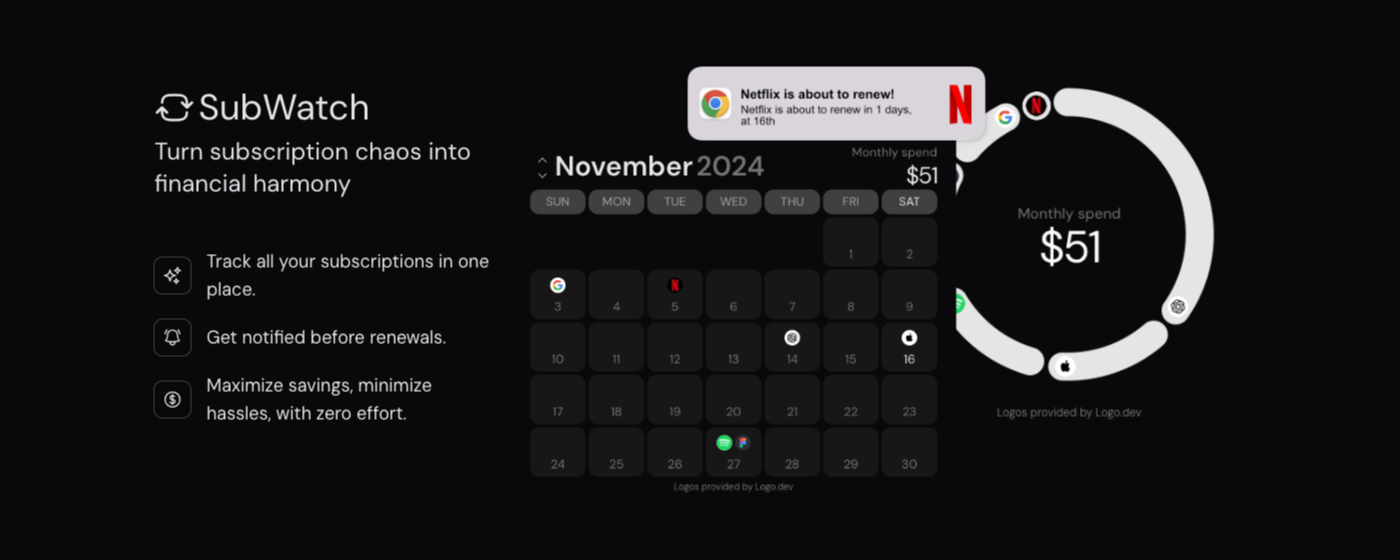 SubWatch
Turn subscription chaos into
financial harmony
Track all your subscriptions in one
place.
Get notified before renewals.
Maximize savings, minimize
hassles, with zero effort.
Netflix is about to renew!
Netflix is about to renew in 1 days,
at 16th
N
November 2024
Monthly spend
$51
SUN MON TUE WED THU FRI SAT
1 2
3 4 5 6 7 8 9
10 11 12 13 14 15 16
17 18 19 20 21 22 23
24 25 26 27 28 29 30
Logos provided by Logo.dev
Monthly spend
$51
Logos provided by Logo.dev